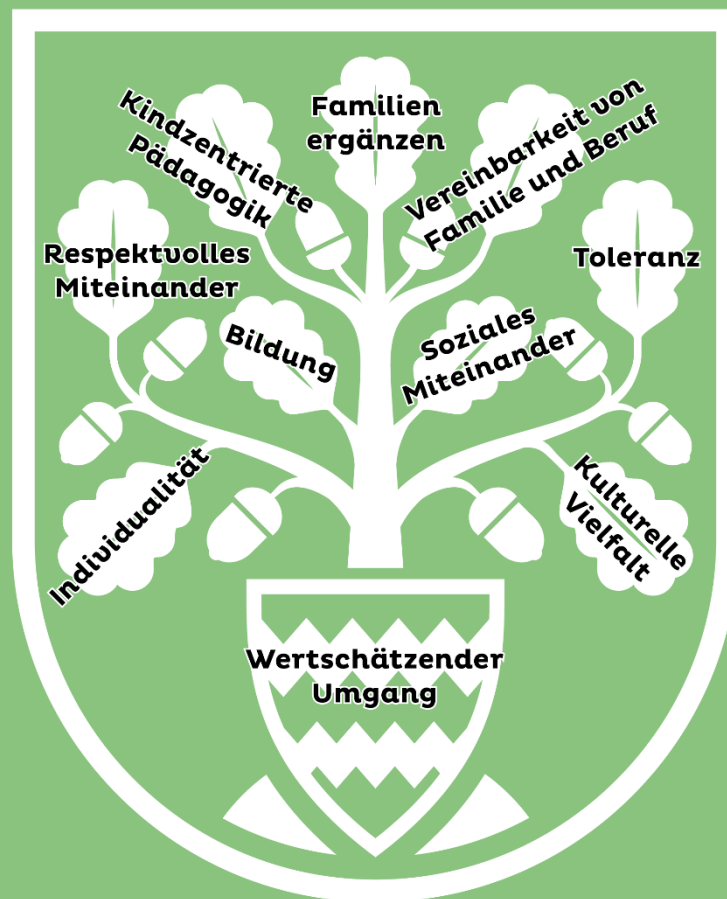 Familien
ergänzen
Kindzentrierte
Pädagogik
Vereinbarkeit von
Familie und Beruf
Respektvolles
Miteinander
Toleranz
Bildung
Soziales
Miteinander
Individualität
Kulturelle
Vielfalt
Wertschätzender
Umgang